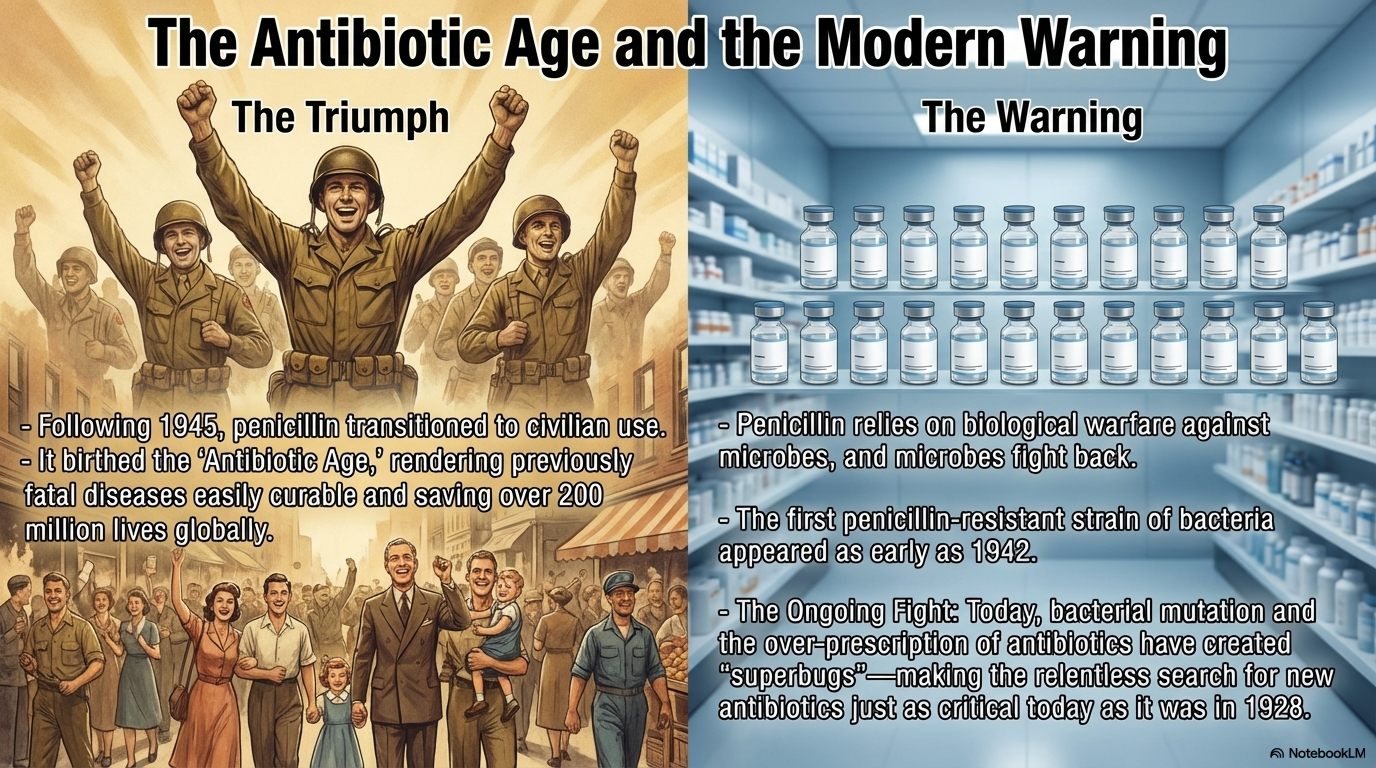 The Antibiotic Age and the Modern Warning
The Triumph
- Following 1945, penicillin transitioned to civilian use.
- It birthed the ‘Antibiotic Age,’ rendering previously
fatal diseases easily curable and saving over 200
million lives globally.
The Warning
- Penicillin relies on biological warfare against
microbes, and microbes fight back.
- The first penicillin-resistant strain of bacteria
appeared as early as 1942.
- The Ongoing Fight: Today, bacterial mutation and
the over-prescription of antibiotics have created
“superbugs”—making the relentless search for new
antibiotics just as critical today as it was in 1928.
NotebookLM